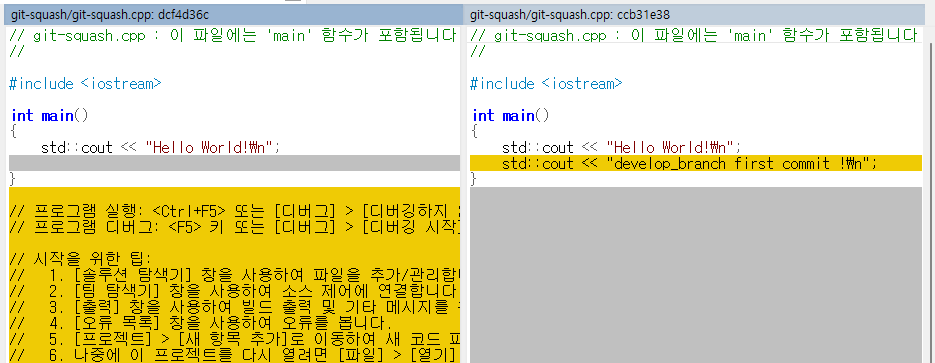 git-squash/git-squash.cpp: dcf4d36c
// git-squash.cpp : 이 파일에는 'main' 함수가 포함됩니다
//
#include <iostream>
int main()
{
std::cout << "Hello World!₩n";
}
// 프로그램 실행: <Ctrl+F5> 또는 [디버그] > [디버깅하지
// 프로그램 디버그: <F5> 키 또는 [디버그] > [디버깅 시작]
// 시작을 위한 팁:
// 1. [솔루션 탐색기] 창을 사용하여 파일을 추가/관리합니
// 2. [팀 탐색기] 창을 사용하여 소스 제어에 연결합니다
// 3. [출력] 창을 사용하여 빌드 출력 및 기타 메시지를
// 4. [오류 목록] 창을 사용하여 오류를 봅니다.
// 5. [프로젝트] > [새 항목 추가]로 이동하여 새 코드 파
// 6. 나중에 이 프로젝트를 다시 열려면 [파일] > [열기]
git-squash/git-squash.cpp: ccb31e38
// git-squash.cpp : 이 파일에는 'main' 함수가 포함됩니다
//
#include <iostream>
int main()
{
std::cout << "Hello World!₩n";
std::cout << "develop_branch first commit !₩n";
}